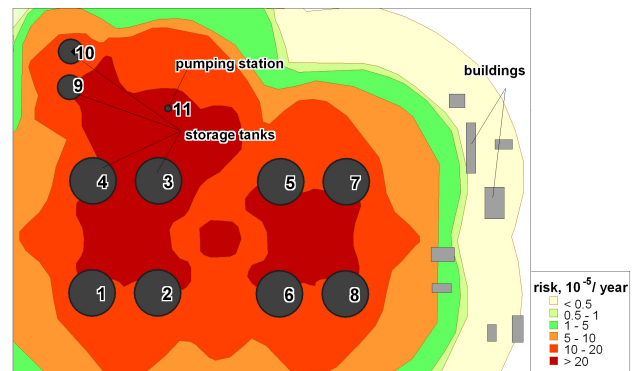 10
pumping station
buildings
9
11
storage tanks
4
3
5
7
1
2
6
8
risk, 10^-5/ year
< 0.5
0.5 - 1
1 - 5
5 - 10
10 - 20
> 20